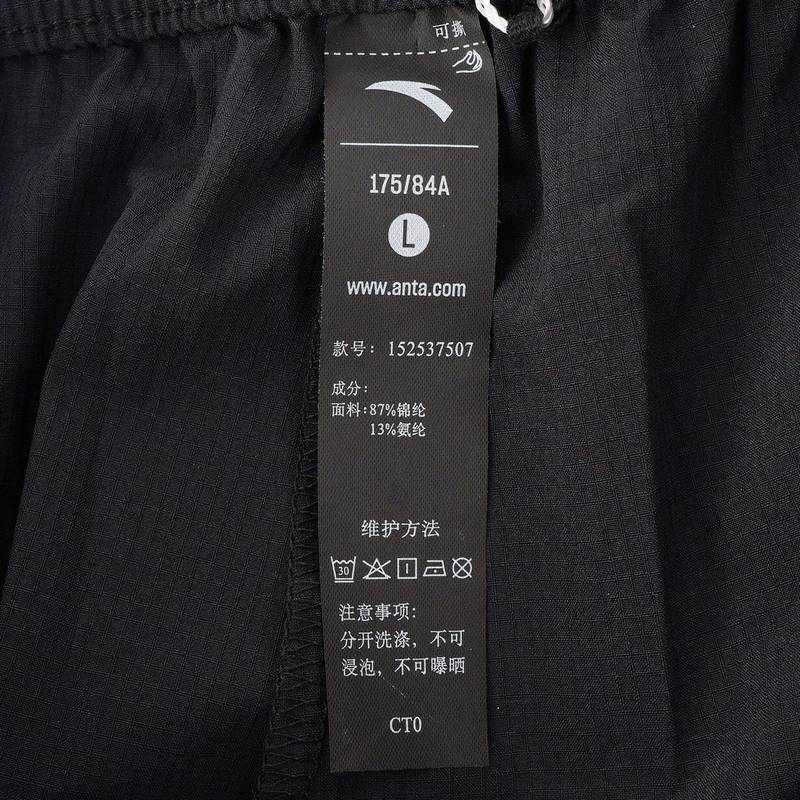 可撕
175/84A
L
www.anta.com
款号：152537507
成分：
面料：87%锦纶
13%氨纶
维护方法
30
注意事项：
分开洗涤，不可
浸泡，不可曝晒
CT0